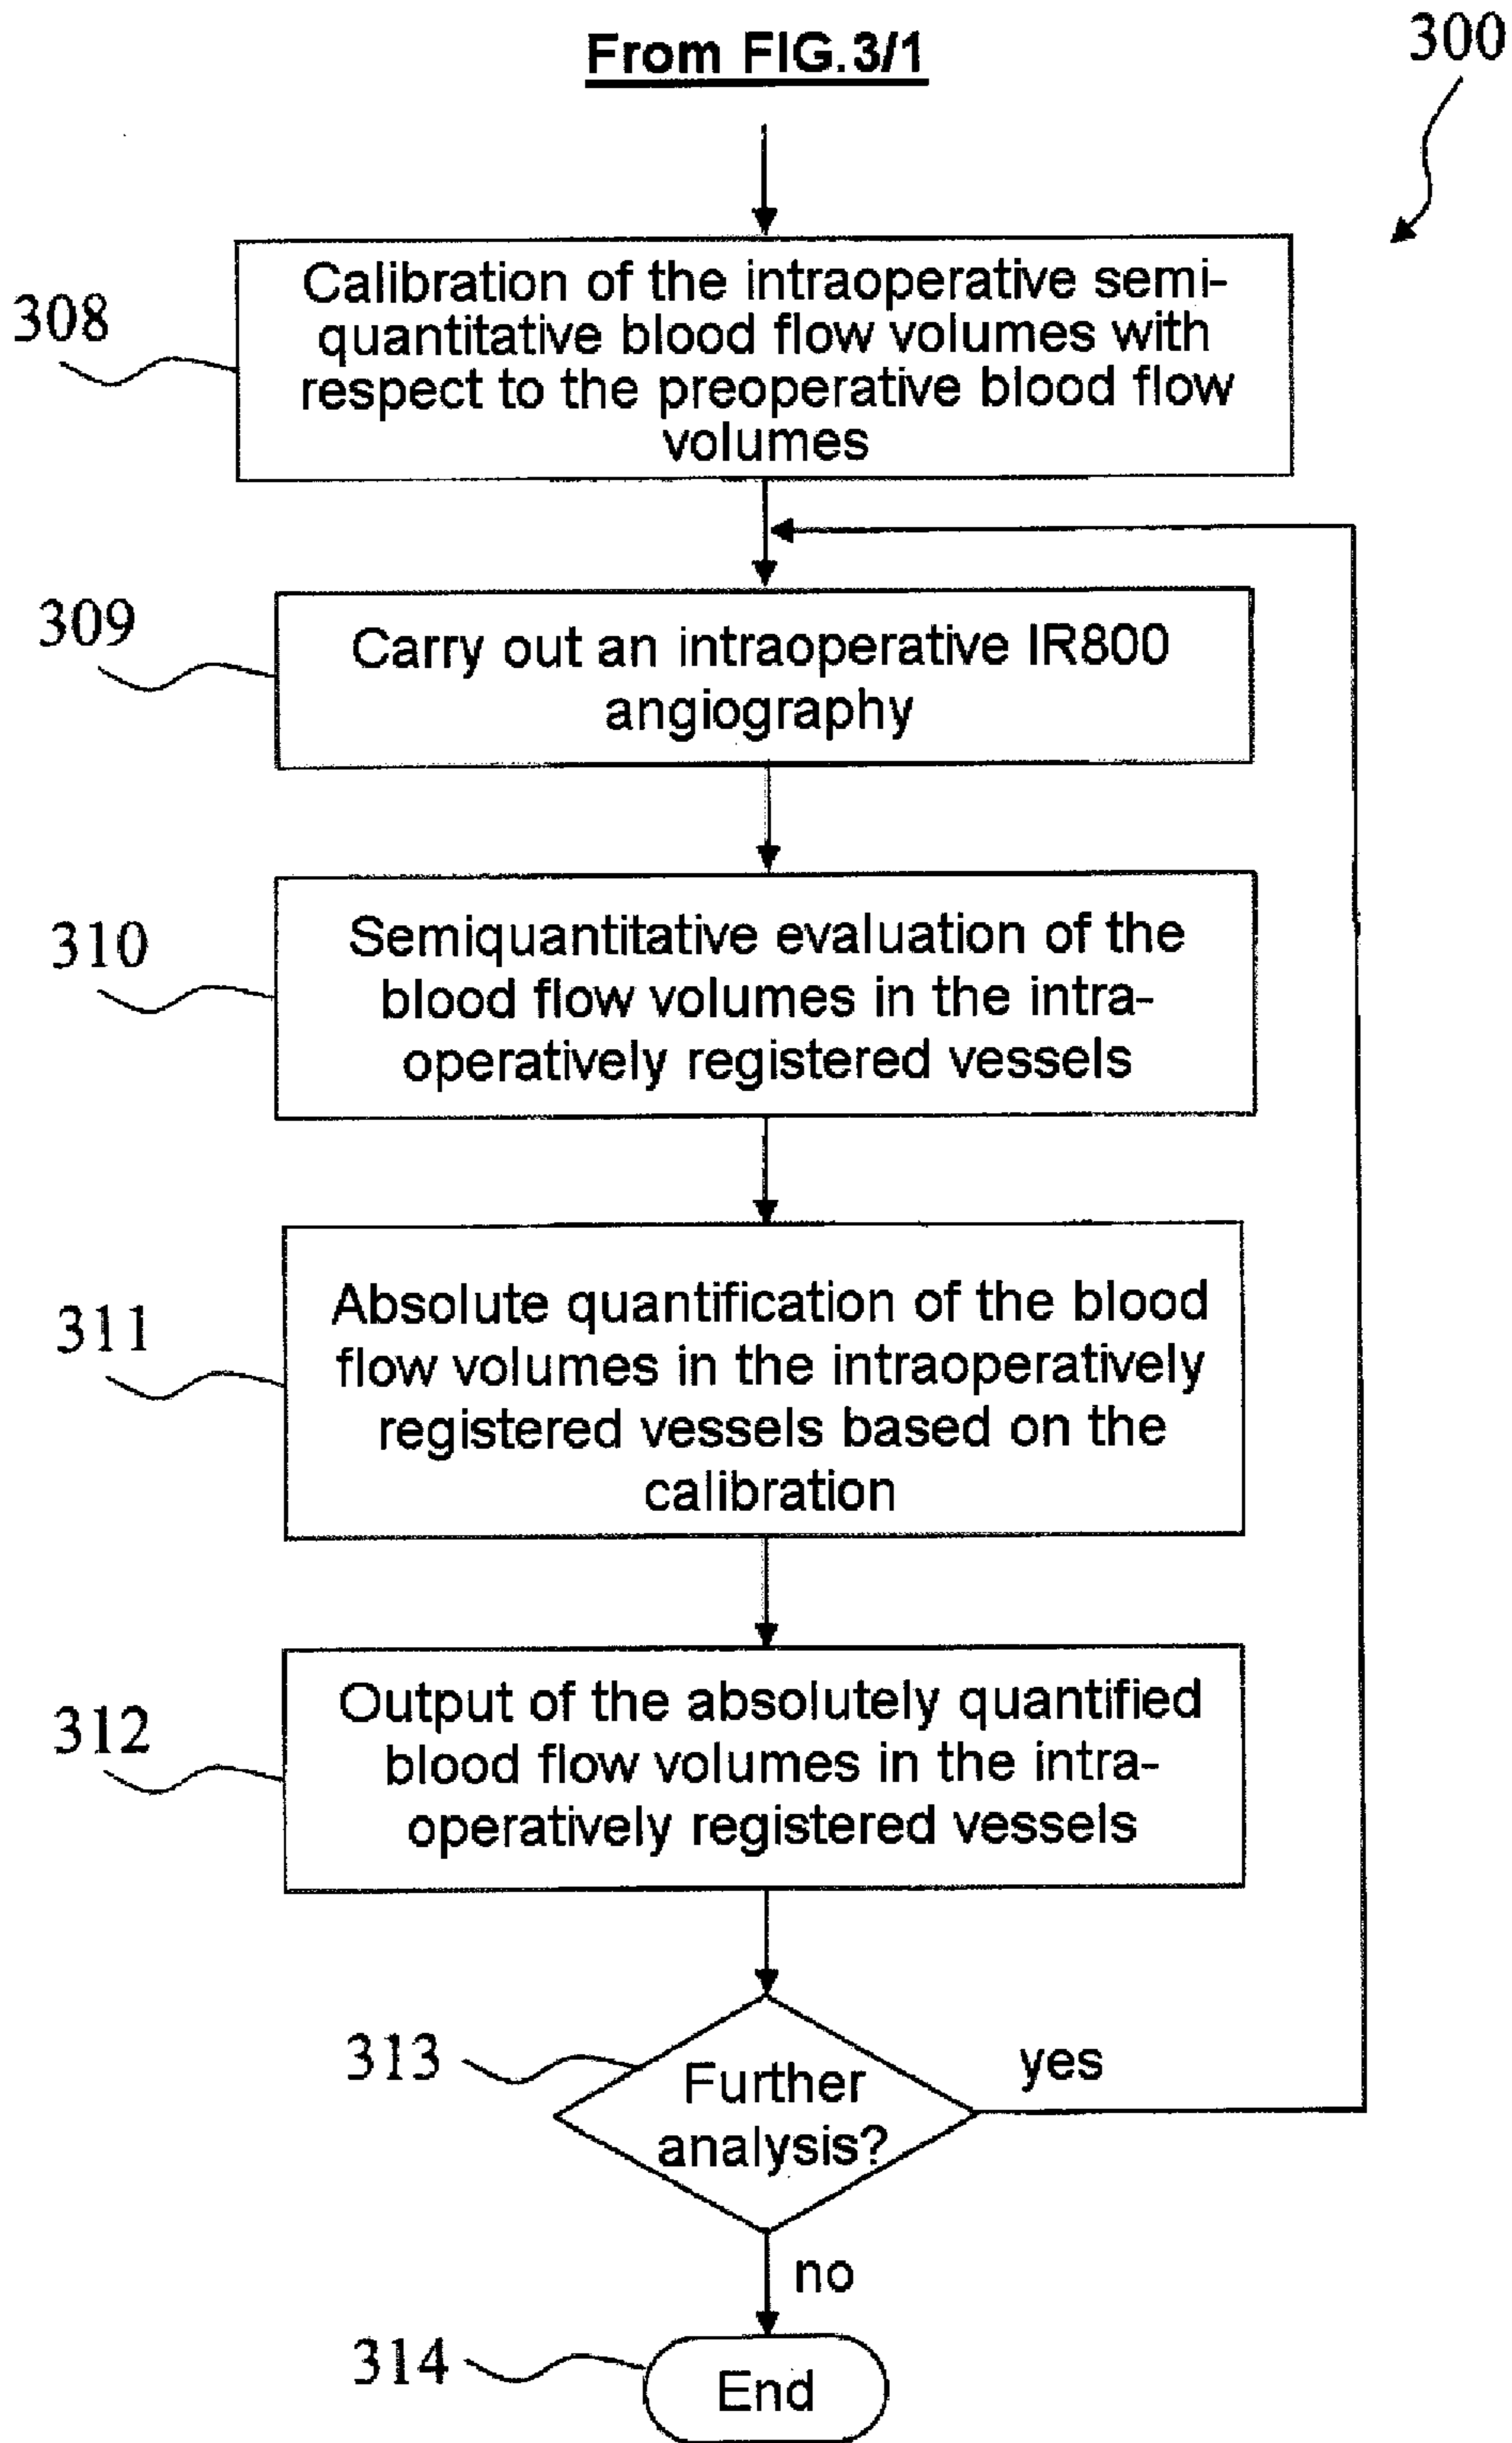 From FIG.3/1
300
308
Calibration of the intraoperative semi-
quantitative blood flow volumes with
respect to the preoperative blood flow
volumes
309
Carry out an intraoperative IR800
angiography
310
Semiquantitative evaluation of the
blood flow volumes in the intra-
operatively registered vessels
311
Absolute quantification of the blood
flow volumes in the intraoperatively
registered vessels based on the
calibration
312
Output of the absolutely quantified
blood flow volumes in the intra-
operatively registered vessels
313
Further
analysis?
yes
no
314
End